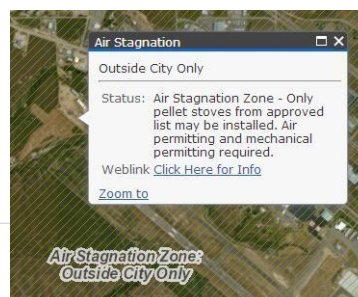 Air Stagnation
Outside City Only
Status: Air Stagnation Zone - Only
pellet stoves from approved
list may be installed. Air
permitting and mechanical
permitting required.
Weblink Click Here for Info
Zoom to
Air Stagnation Zone:
Outside City Only